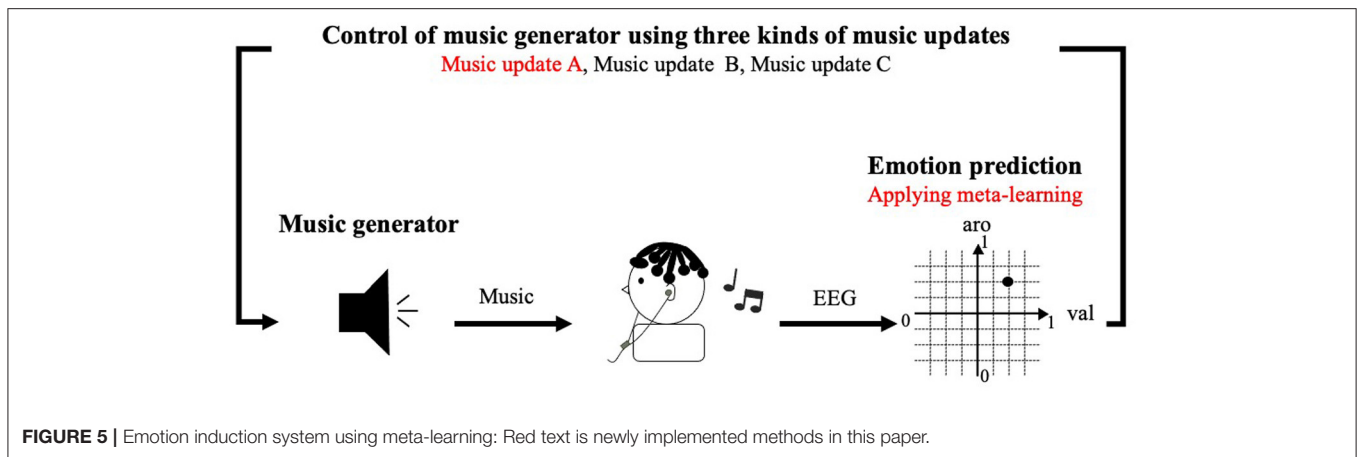 Control of music generator using three kinds of music updates
Music update A, Music update B, Music update C
Emotion prediction
Applying meta-learning
Music generator
aro
1
Music
EEG
0
1
val
0
FIGURE 5 | Emotion induction system using meta-learning: Red text is newly implemented methods in this paper.